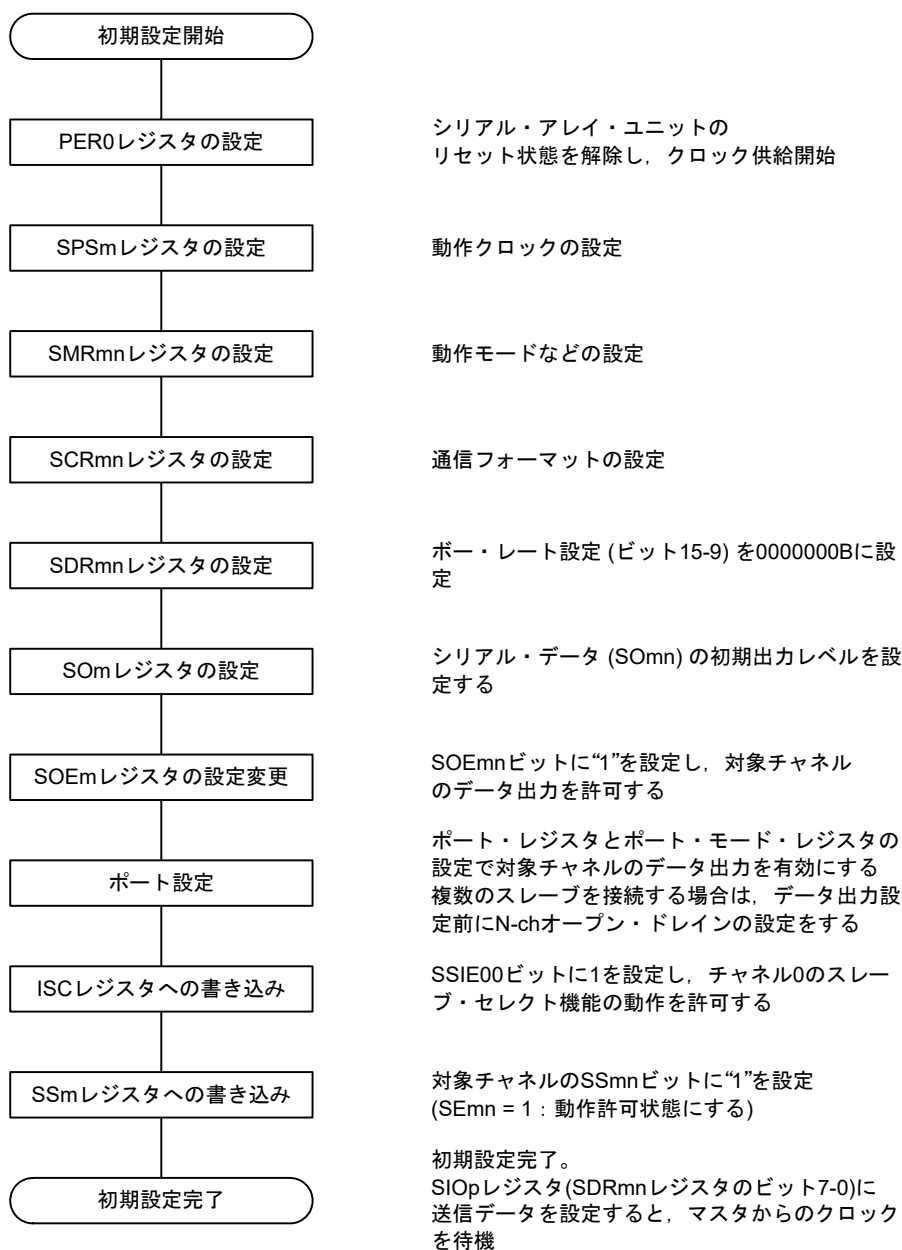 初期設定開始
PER0レジスタの設定
シリアル・アレイ・ユニットの
リセット状態を解除し，クロック供給開始
SPSmレジスタの設定
動作クロックの設定
SMRmnレジスタの設定
動作モードなどの設定
SCRmnレジスタの設定
通信フォーマットの設定
SDRmnレジスタの設定
ボー・レート設定 (ビット15-9) を0000000Bに設
定
SOmレジスタの設定
シリアル・データ (SOmn) の初期出力レベルを設
定する
SOEmレジスタの設定変更
SOEmnビットに“1”を設定し，対象チャネル
のデータ出力を許可する
ポート設定
ポート・レジスタとポート・モード・レジスタの
設定で対象チャネルのデータ出力を有効にする
複数のスレーブを接続する場合は，データ出力設
定前にN-chオープン・ドレインの設定をする
ISCレジスタへの書き込み
SSIE00ビットに1を設定し，チャネル0のスレー
ブ・セレクト機能の動作を許可する
SSmレジスタへの書き込み
対象チャネルのSSmnビットに“1”を設定
(SEmn = 1：動作許可状態にする)
初期設定完了
初期設定完了。
SIOpレジスタ(SDRmnレジスタのビット7-0)に
送信データを設定すると，マスタからのクロック
を待機